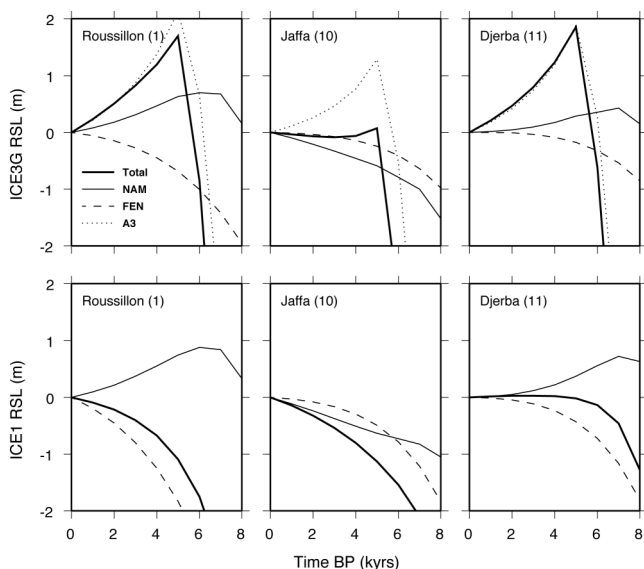 2
1
0
-1
-2
ICE3G RSL (m)
Roussillon (1)
Jaffa (10)
Djerba (11)
Total
NAM
FEN
A3
2
1
0
-1
-2
ICE1 RSL (m)
Roussillon (1)
Jaffa (10)
Djerba (11)
0 2 4 6 8
0 2 4 6 8
0 2 4 6 8
Time BP (kyrs)